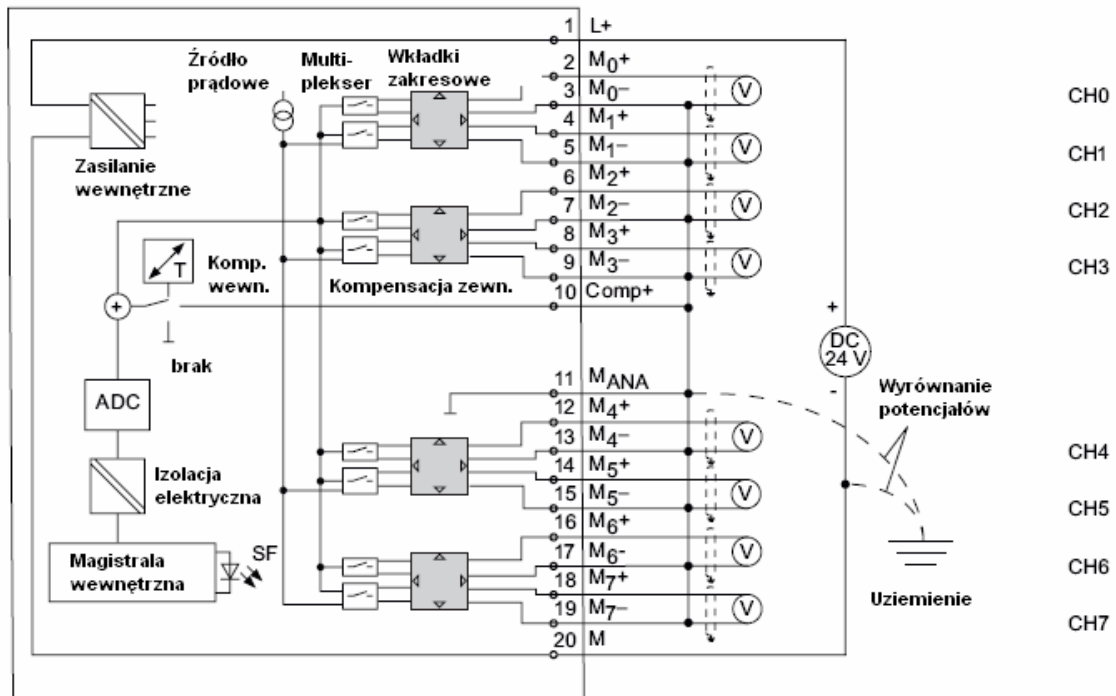 1 L+
Źródło
prądowe
Multi-
plekser
Wkładki
zakresowe
2 M0+
3 M0−
CH0
4 M1+
5 M1−
CH1
Zasilanie
wewnętrzne
6 M2+
7 M2−
CH2
8 M3+
9 M3−
CH3
T
Komp.
wewn.
Kompensacja zewn.
10 Comp+
V
V
V
V
+
+
DC
24 V
-
brak
ADC
11 MANA
Wyrównanie
potencjałów
12 M4+
13 M4−
CH4
14 M5+
15 M5−
CH5
Izolacja
elektryczna
16 M6+
17 M6-
CH6
18 M7+
19 M7−
CH7
20 M
V
V
V
V
Magistrala
wewnętrzna
SF
Uziemienie